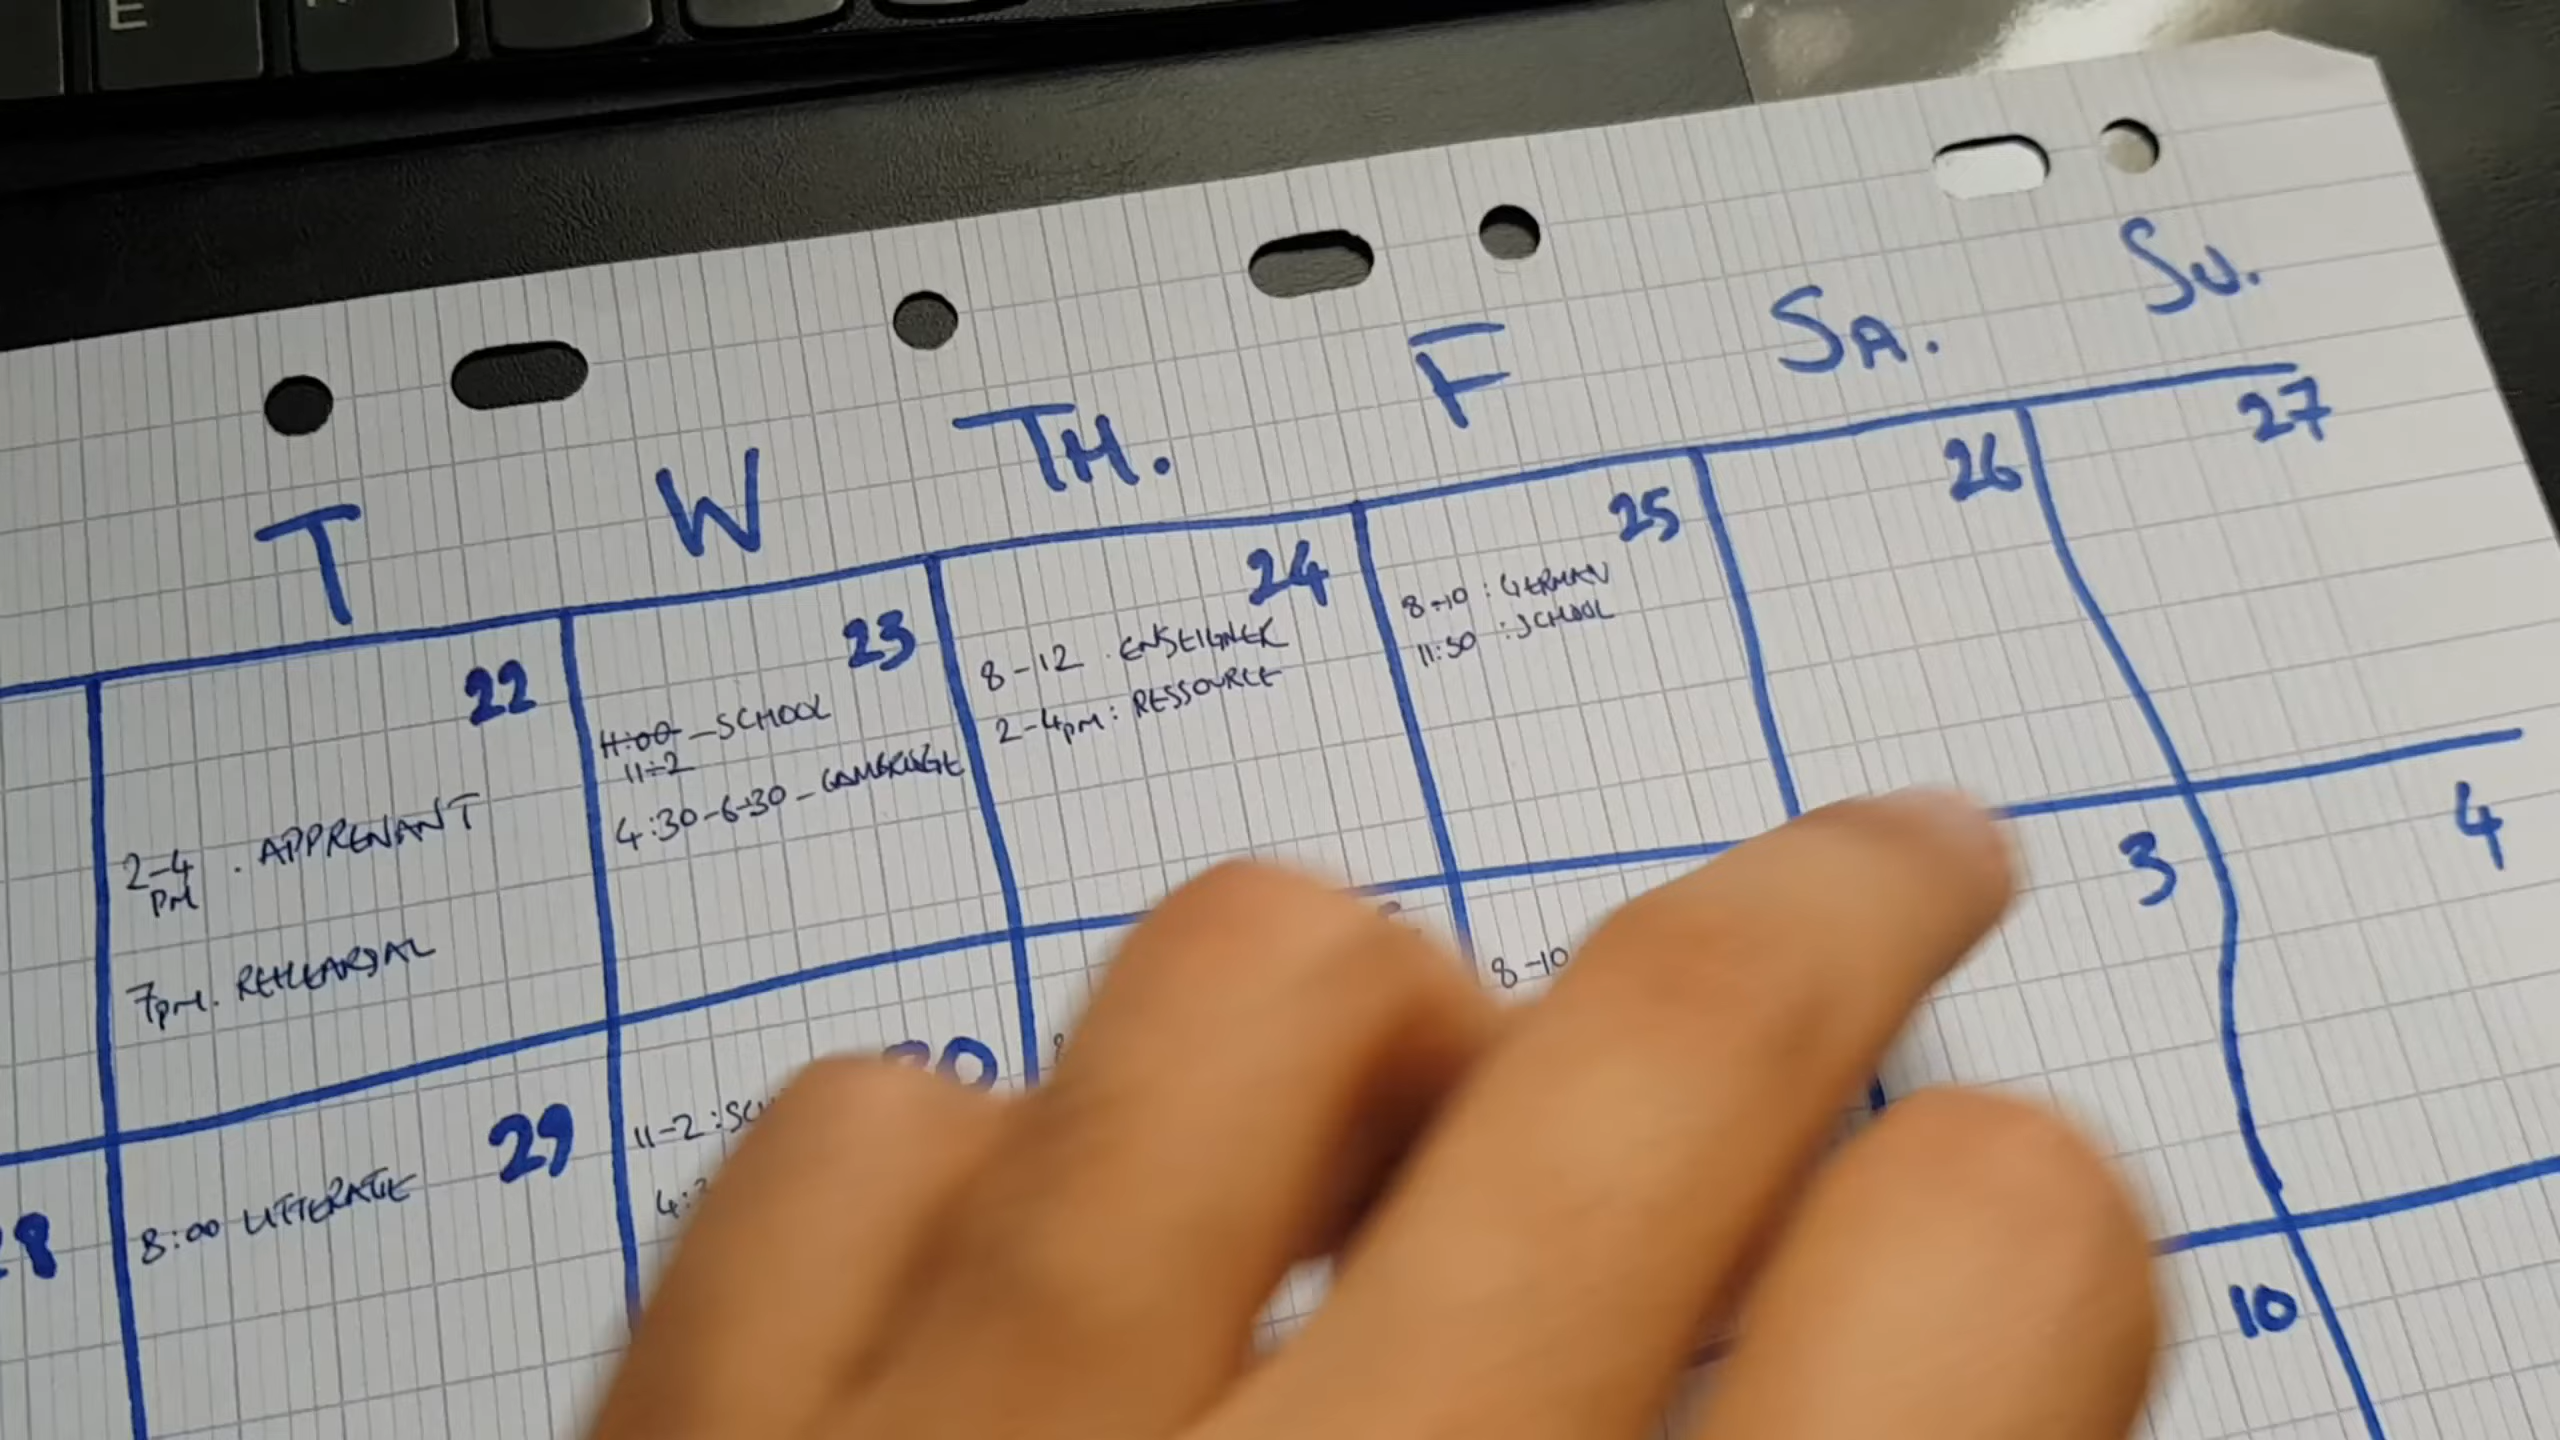 E
T W TH. F SA. SU.
22
2-4 PM . APPRENANT
7pm. REHEARSAL
23
11:00 - SCHOOL
11-2
4:30-6:30 - CAMBRIDGE
24
8-12 . ENSEIGNER
2-4pm: RESSOURCE
25
8-10 : GERMAN
11:50 : SCHOOL
26
27
28
29
8:00 LITTERATE
30
11-2 :
8-10
3
4
10